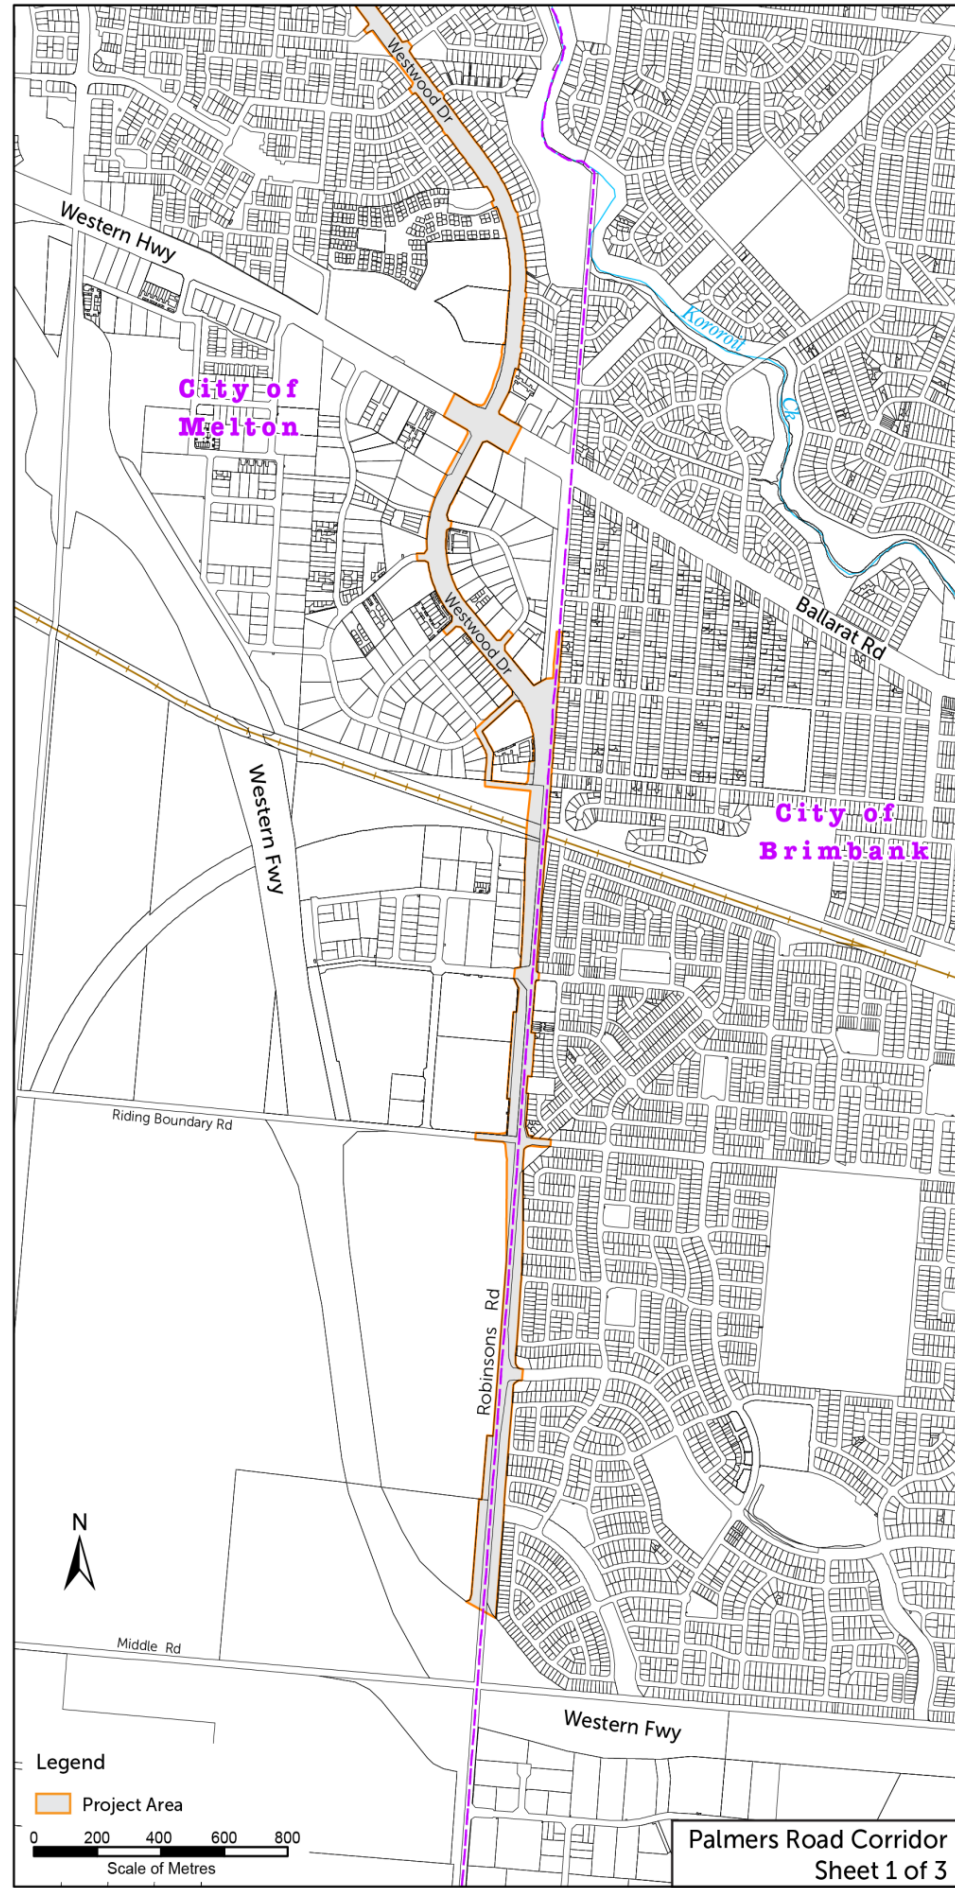 Westwood Dr
Western Hwy
Kororoit
Ck
City of
Melton
Westwood Dr
Ballarat Rd
Western Fwy
City of
Brimbank
Riding Boundary Rd
Robinsons Rd
N
Middle Rd
Western Fwy
Legend
Project Area
0 200 400 600 800
Scale of Metres
Palmers Road Corridor
Sheet 1 of 3